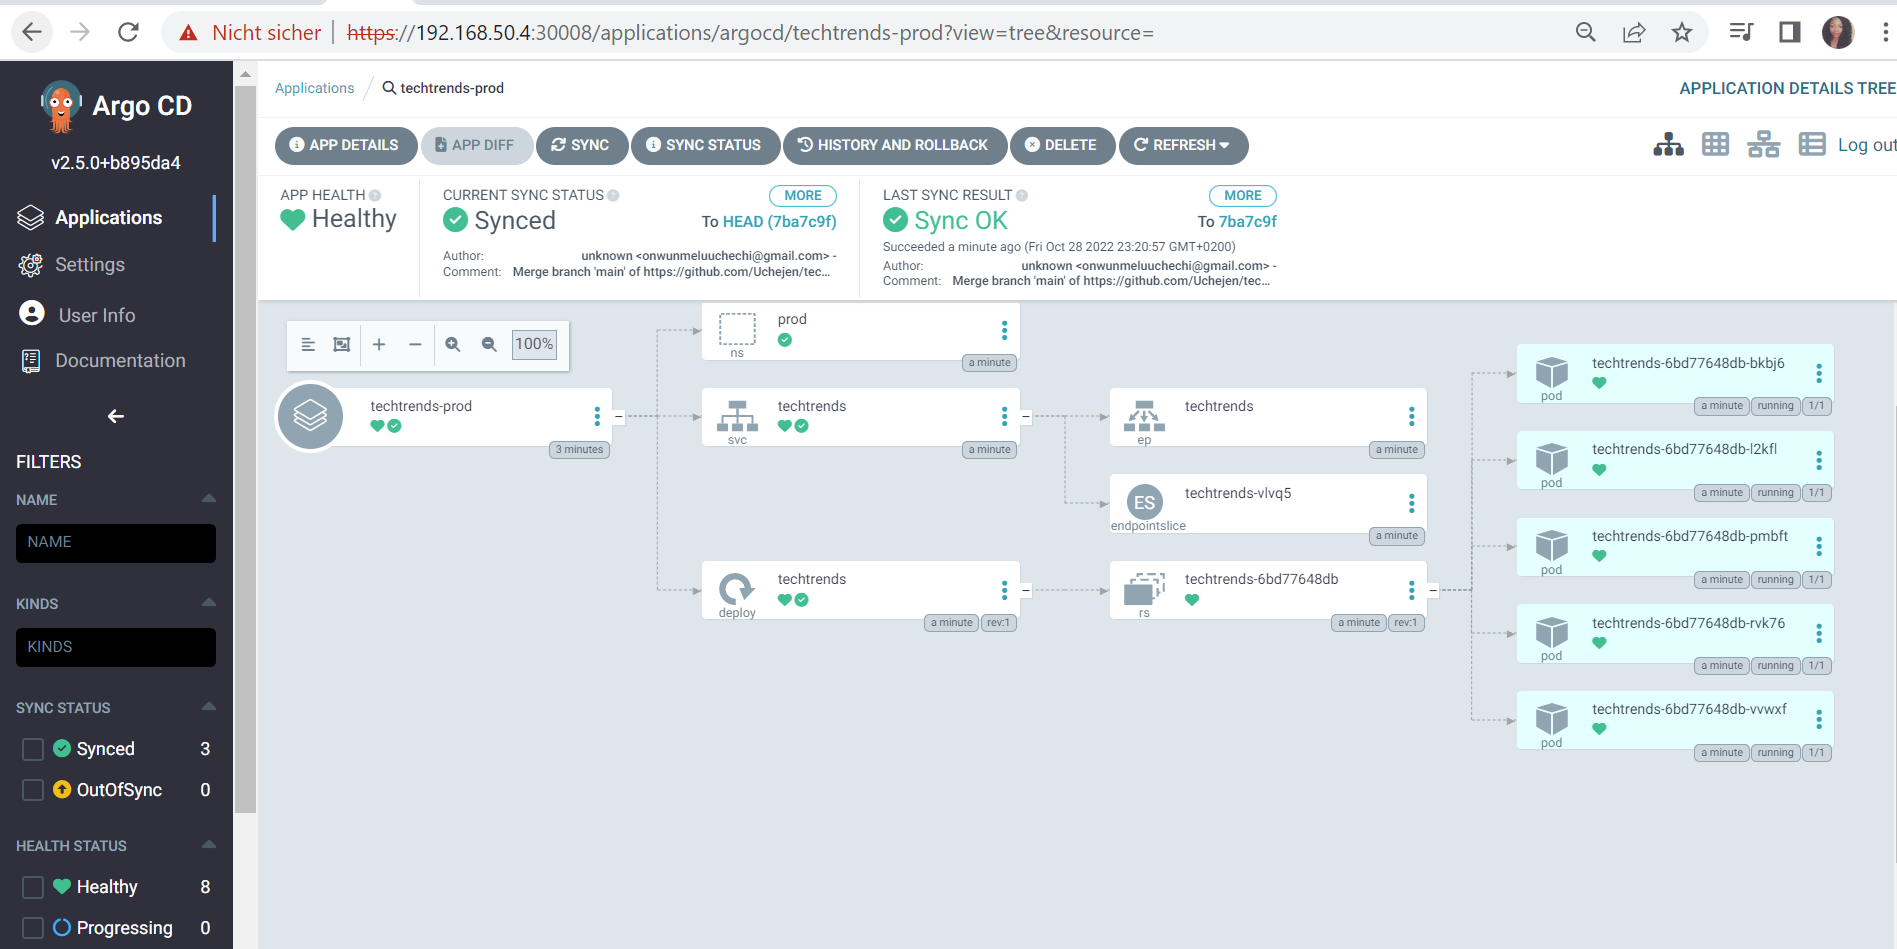 Nicht sicher https://192.168.50.4:30008/applications/argocd/techtrends-prod?view=tree&resource=
Argo CD
v2.5.0+b895da4
Applications
Settings
User Info
Documentation
FILTERS
NAME
NAME
KINDS
KINDS
SYNC STATUS
Synced 3
OutOfSync 0
HEALTH STATUS
Healthy 8
Progressing 0
Applications / techtrends-prod
APPLICATION DETAILS TREE
APP DETAILS APP DIFF SYNC SYNC STATUS HISTORY AND ROLLBACK DELETE REFRESH
Log out
APP HEALTH
Healthy
CURRENT SYNC STATUS MORE
Synced To HEAD (7ba7c9f)
Author: unknown <onwunmeluuchechi@gmail.com> -
Comment: Merge branch 'main' of https://github.com/Uchejen/tec...
LAST SYNC RESULT MORE
Sync OK To 7ba7c9f
Succeeded a minute ago (Fri Oct 28 2022 23:20:57 GMT+0200)
Author: unknown <onwunmeluuchechi@gmail.com> -
Comment: Merge branch 'main' of https://github.com/Uchejen/tec...
100%
techtrends-prod
3 minutes
prod
ns
a minute
techtrends
svc
a minute
techtrends
deploy
a minute rev:1
techtrends
ep
a minute
ES
techtrends-vlvq5
endpointslice
a minute
techtrends-6bd77648db
rs
a minute rev:1
techtrends-6bd77648db-bkbj6
pod
a minute running 1/1
techtrends-6bd77648db-l2kfl
pod
a minute running 1/1
techtrends-6bd77648db-pmbft
pod
a minute running 1/1
techtrends-6bd77648db-rvk76
pod
a minute running 1/1
techtrends-6bd77648db-vvwxf
pod
a minute running 1/1